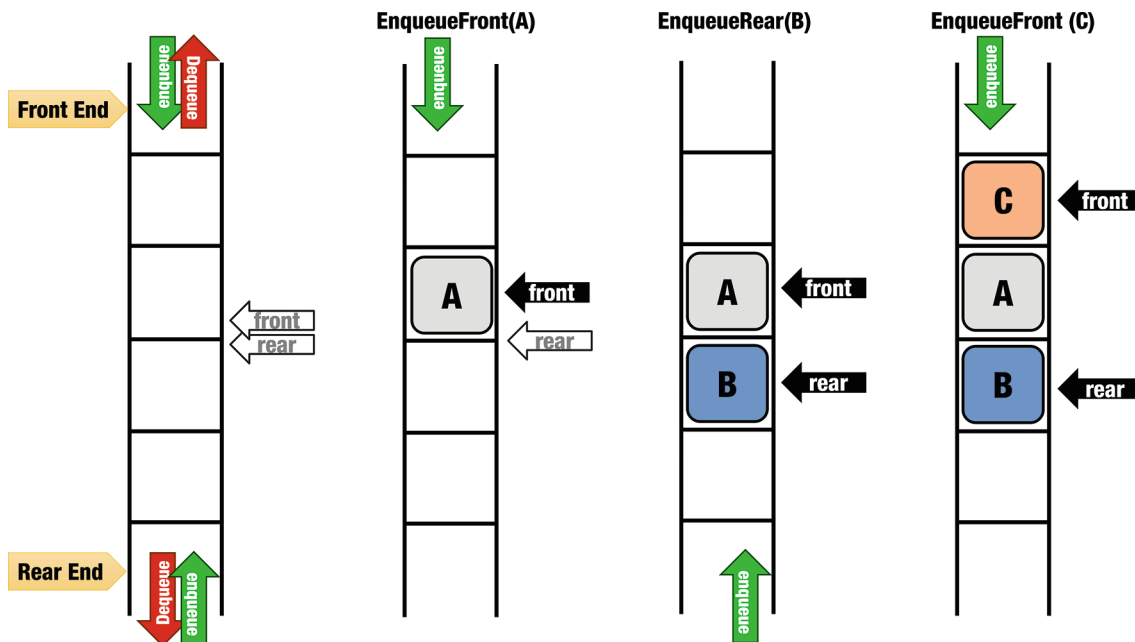 EnqueueFront(A)
EnqueueRear(B)
EnqueueFront (C)
enqueue
Dequeue
Front End
front
rear
Rear End
Dequeue
enqueue
enqueue
A
front
rear
A
front
B
rear
enqueue
enqueue
C
front
A
B
rear